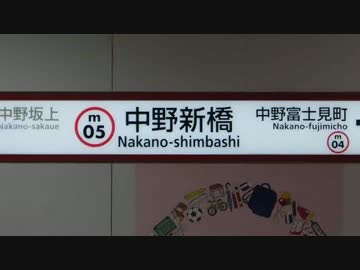 中野坂上
Nakano-sakaue
m
05
中野新橋
Nakano-shimbashi
中野富士見町
Nakano-fujimicho
m
04